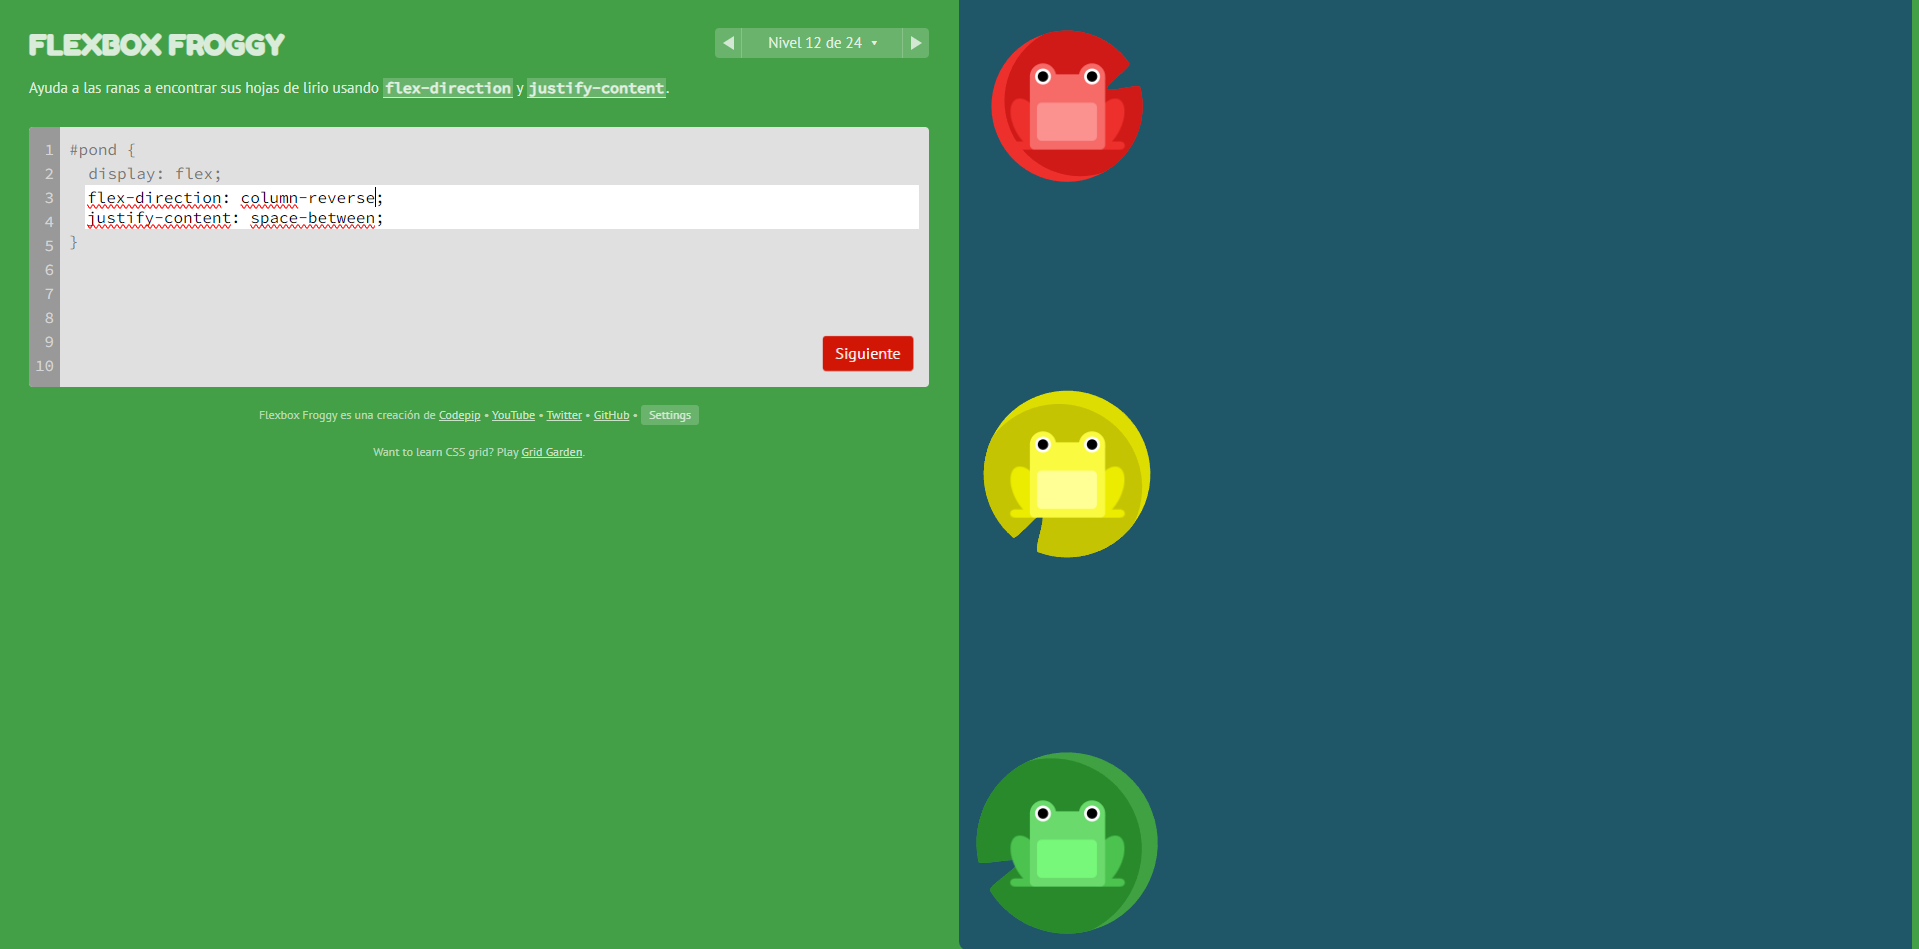 FLEXBOX FROGGY
◀ Nivel 12 de 24 ▾ ▶
Ayuda a las ranas a encontrar sus hojas de lirio usando flex-direction y justify-content.
1 #pond {
2 display: flex;
3 flex-direction: column-reverse;
4 justify-content: space-between;
5 }
6
7
8
9
10
Siguiente
Flexbox Froggy es una creación de Codepip • YouTube • Twitter • GitHub • Settings
Want to learn CSS grid? Play Grid Garden.